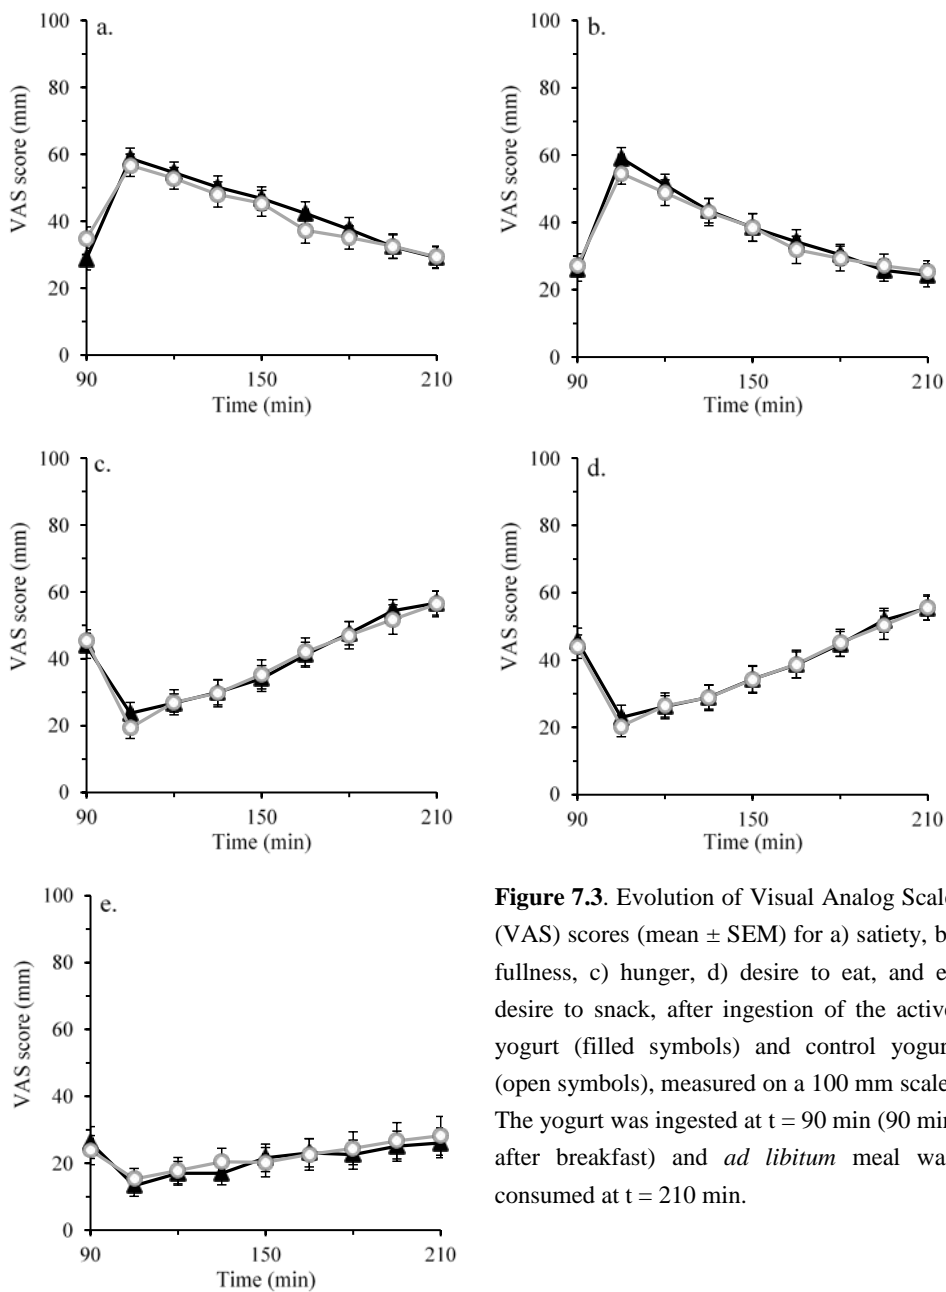 a.
100
80
60
40
20
0
VAS score (mm)
90
150
210
Time (min)
b.
100
80
60
40
20
0
VAS score (mm)
90
150
210
Time (min)
c.
100
80
60
40
20
0
VAS score (mm)
90
150
210
Time (min)
d.
100
80
60
40
20
0
VAS score (mm)
90
150
210
Time (min)
e.
100
80
60
40
20
0
VAS score (mm)
90
150
210
Time (min)
Figure 7.3. Evolution of Visual Analog Scale
(VAS) scores (mean ± SEM) for a) satiety, b
fullness, c) hunger, d) desire to eat, and e
desire to snack, after ingestion of the active
yogurt (filled symbols) and control yogur
(open symbols), measured on a 100 mm scale
The yogurt was ingested at t = 90 min (90 min
after breakfast) and ad libitum meal wa
consumed at t = 210 min.